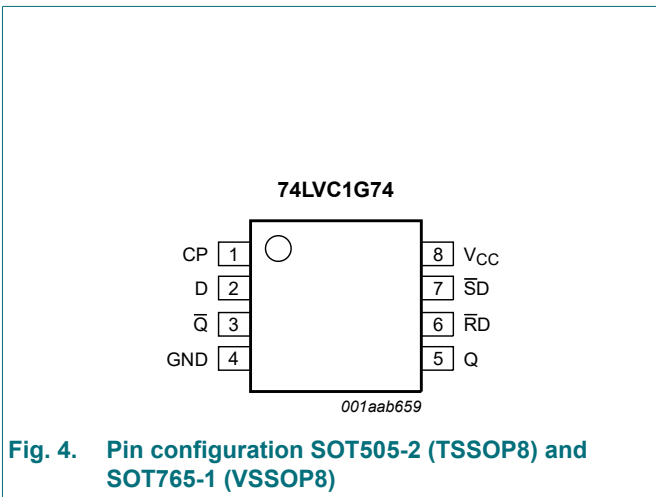 74LVC1G74
CP 1 8 VCC
D 2 7 S̅D
Q̅ 3 6 R̅D
GND 4 5 Q
001aab659
Fig. 4. Pin configuration SOT505-2 (TSSOP8) and
SOT765-1 (VSSOP8)